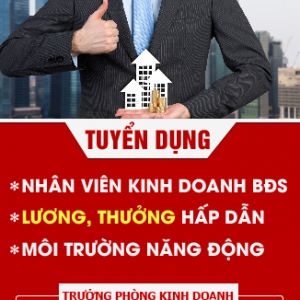 TUYỂN DỤNG
*NHÂN VIÊN KINH DOANH BĐS
*LƯƠNG, THƯỞNG HẤP DẪN
*MÔI TRƯỜNG NĂNG ĐỘNG
TRƯỞNG PHÒNG KINH DOANH